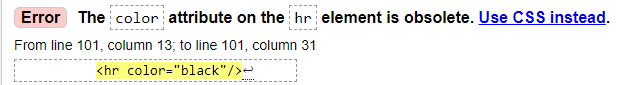 Error The color attribute on the hr element is obsolete. Use CSS instead.
From line 101, column 13; to line 101, column 31
<hr color="black"/>↩